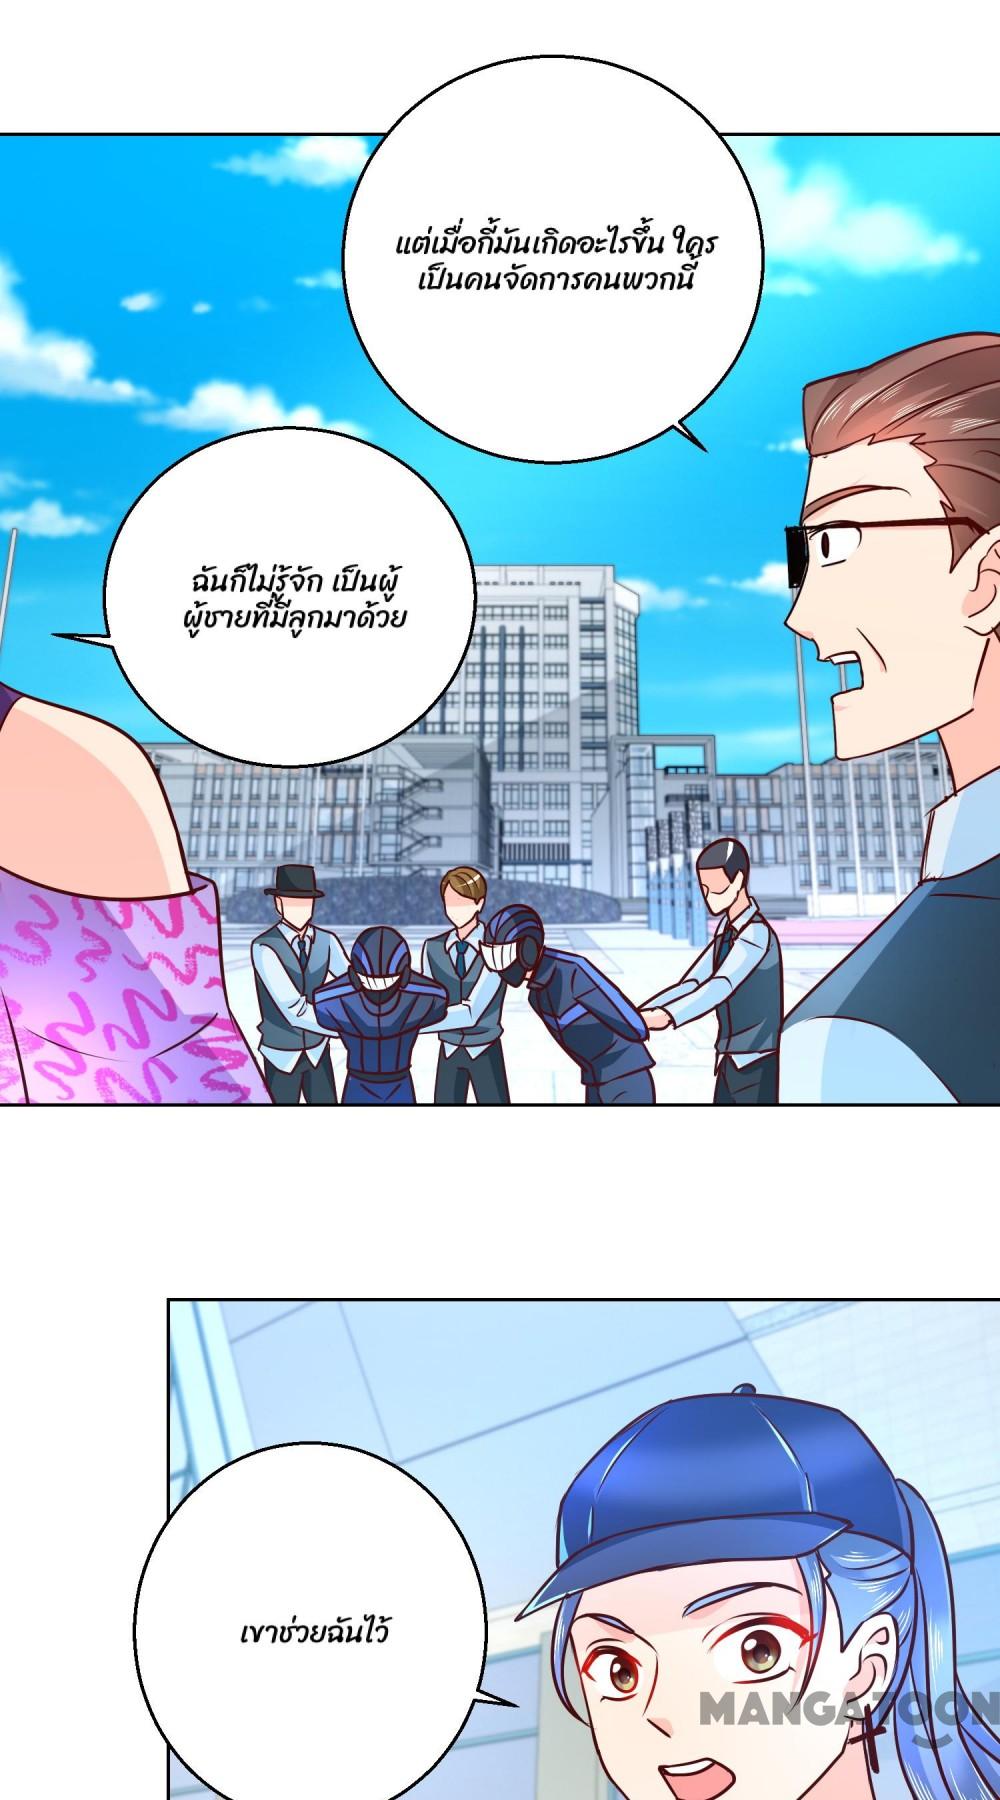 แต่เมื่อกี้มันเกิดอะไรขึ้น ใคร
เป็นคนจัดการคนพวกนี้
ฉันก็ไม่รู้จัก เป็นผู้
ผู้ชายที่มีลูกมาด้วย
เขาช่วยฉันไว้
MANGATOON